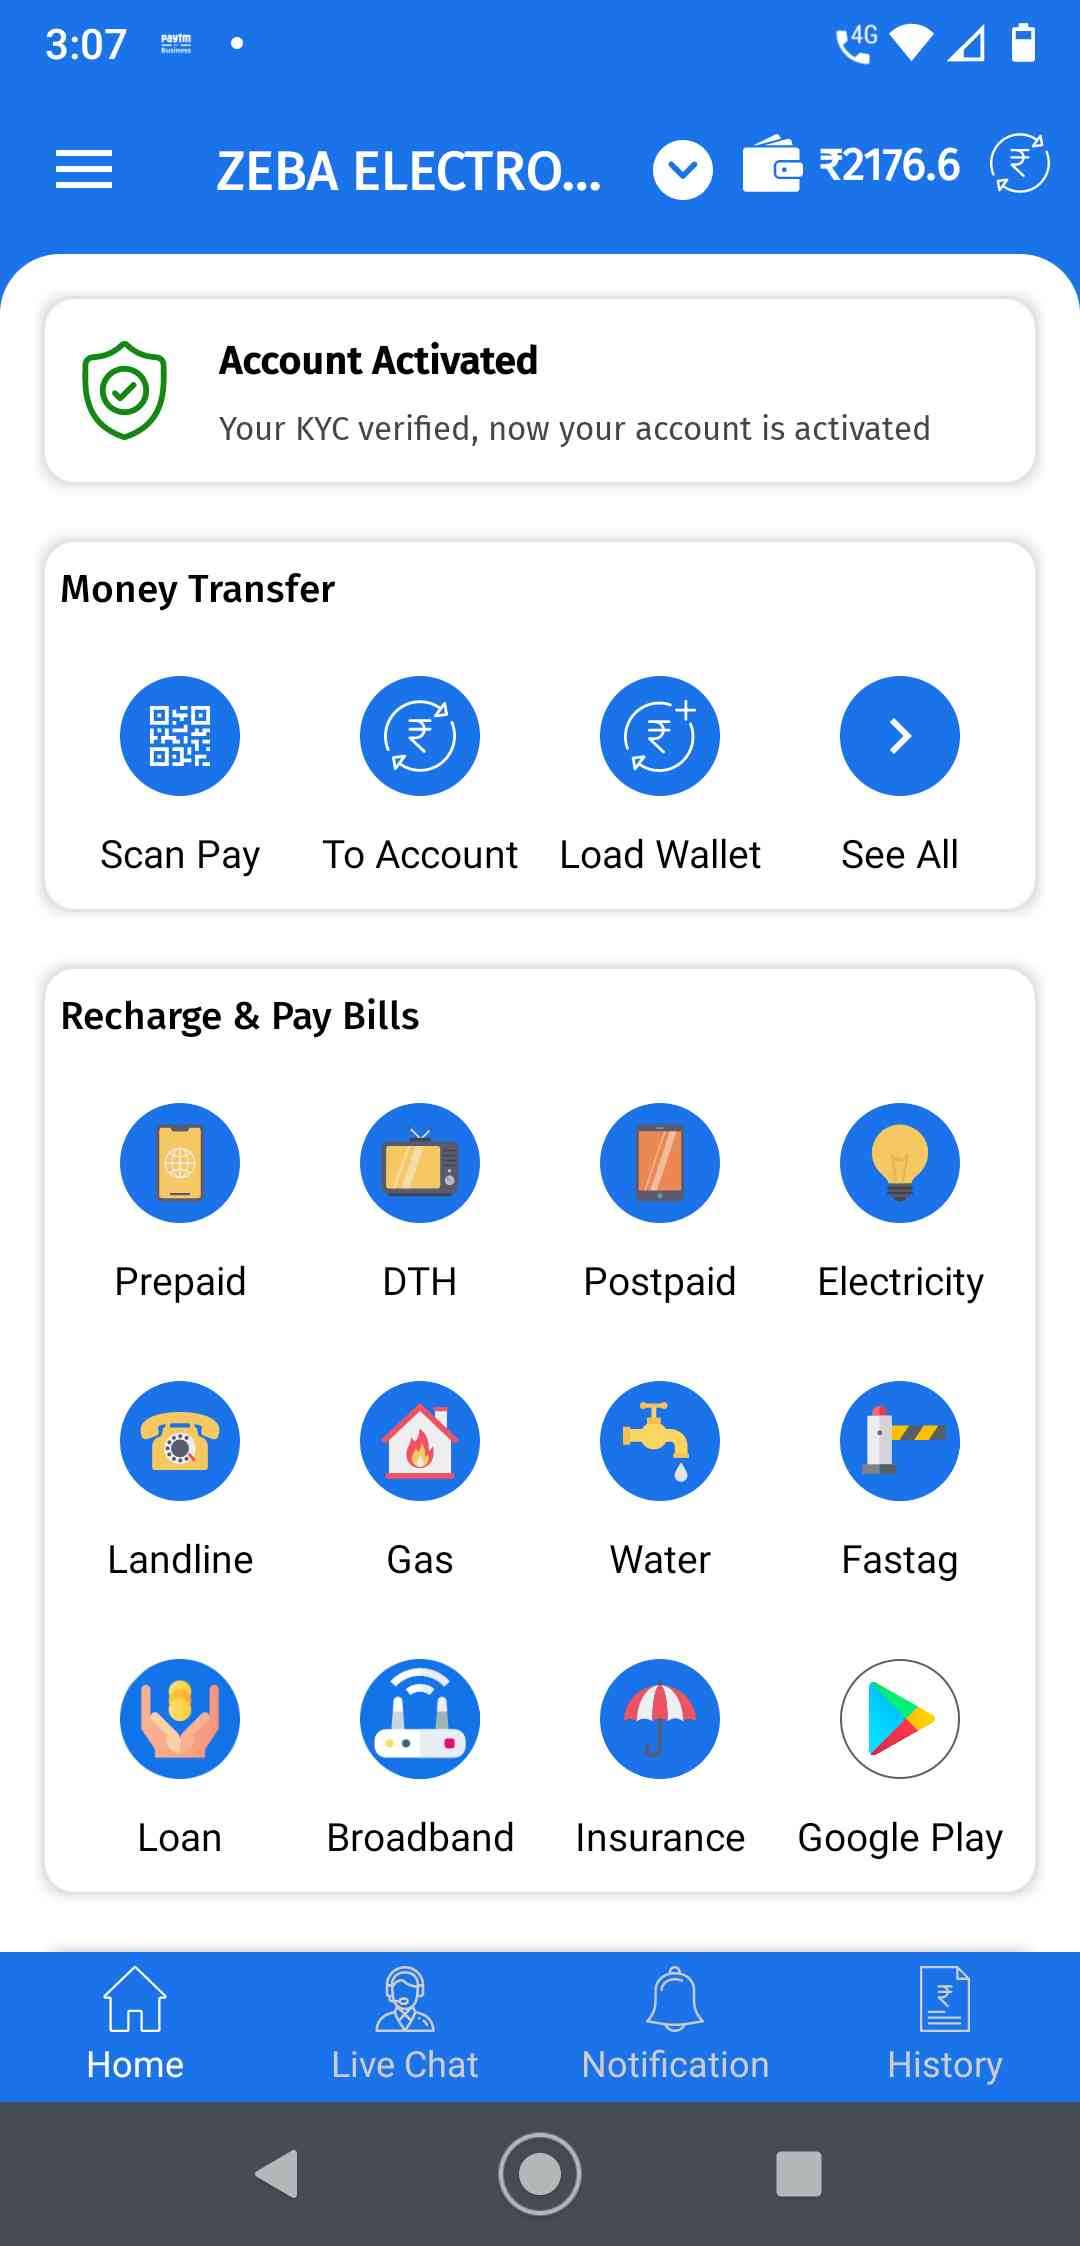 3:07 paytm Business 4G
ZEBA ELECTRO... ₹2176.6
Account Activated
Your KYC verified, now your account is activated
Money Transfer
Scan Pay To Account Load Wallet See All
Recharge & Pay Bills
Prepaid DTH Postpaid Electricity
Landline Gas Water Fastag
Loan Broadband Insurance Google Play
Home Live Chat Notification History